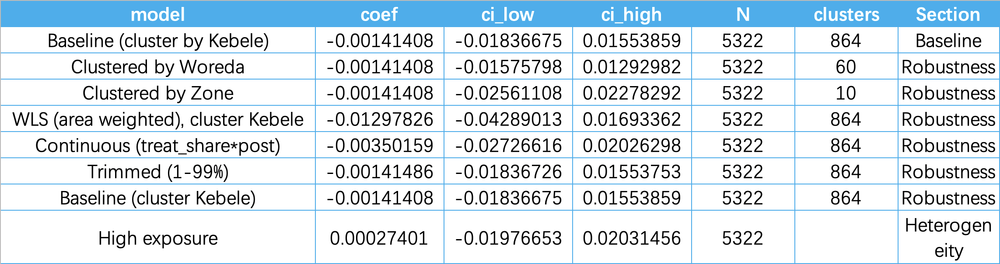 model coef ci_low ci_high N clusters Section
Baseline (cluster by Kebele) -0.00141408 -0.01836675 0.01553859 5322 864 Baseline
Clustered by Woreda -0.00141408 -0.01575798 0.01292982 5322 60 Robustness
Clustered by Zone -0.00141408 -0.02561108 0.02278292 5322 10 Robustness
WLS (area weighted), cluster Kebele -0.01297826 -0.04289013 0.01693362 5322 864 Robustness
Continuous (treat_share*post) -0.00350159 -0.02726616 0.02026298 5322 864 Robustness
Trimmed (1-99%) -0.00141486 -0.01836726 0.01553753 5322 864 Robustness
Baseline (cluster Kebele) -0.00141408 -0.01836675 0.01553859 5322 864 Robustness
High exposure 0.00027401 -0.01976653 0.02031456 5322 Heterogen
eity